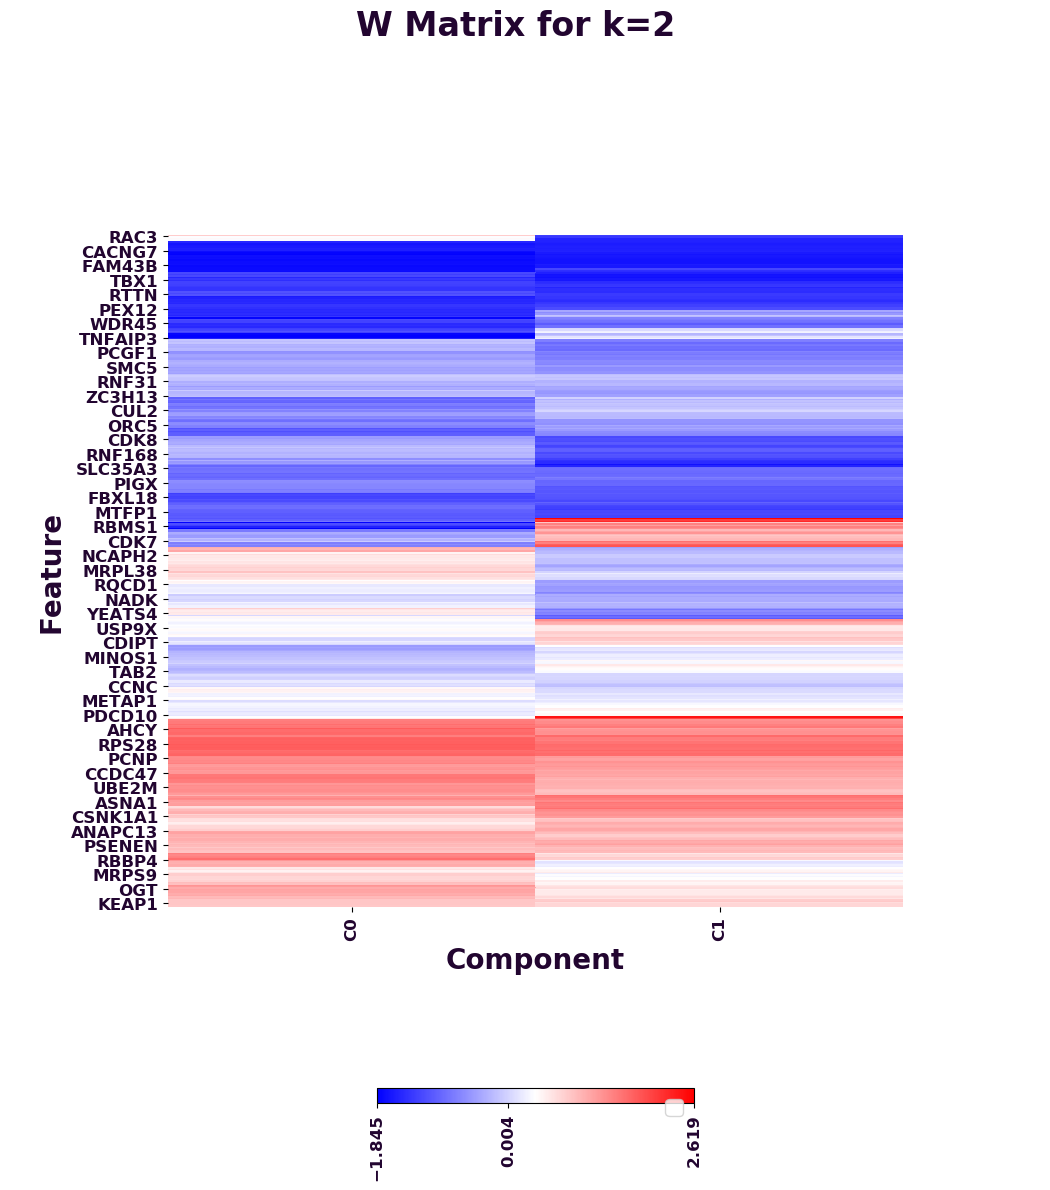 W Matrix for k=2
RAC3
CACNG7
FAM43B
TBX1
RTTN
PEX12
WDR45
TNFAIP3
PCGF1
SMC5
RNF31
ZC3H13
CUL2
ORC5
CDK8
RNF168
SLC35A3
PIGX
FBXL18
MTFP1
RBMS1
CDK7
NCAPH2
MRPL38
RQCD1
NADK
YEATS4
USP9X
CDIPT
MINOS1
TAB2
CCNC
METAP1
PDCD10
AHCY
RPS28
PCNP
CCDC47
UBE2M
ASNA1
CSNK1A1
ANAPC13
PSENEN
RBBP4
MRPS9
OGT
KEAP1
Feature
C0
C1
Component
−1.845
0.004
2.619